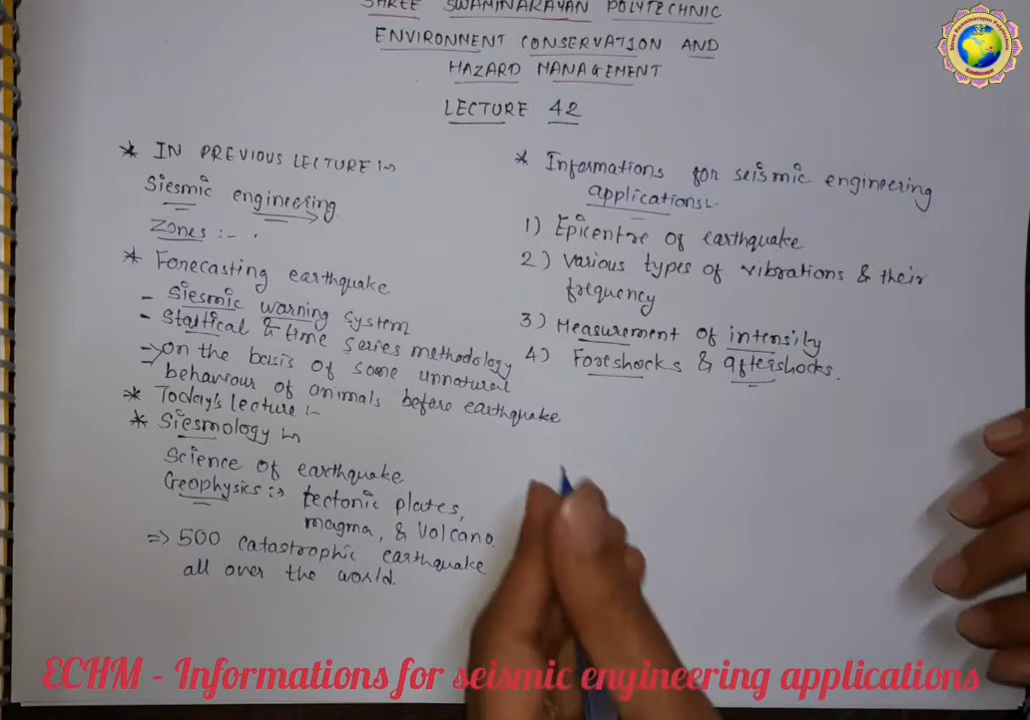 SHREE SWAMINARAYAN POLYTECHNIC
ENVIRONMENT CONSERVATION AND
HAZARD MANAGEMENT
LECTURE 42
* IN PREVIOUS LECTURE :-
Siesmic engineering
Zones :-
* Forecasting earthquake
- Siesmic warning system
- Stastical & time series methodology
-> on the basis of some unnatural
behaviour of animals before earthquake
* Today's lecture :-
* Siesmology :-
Science of earthquake
Geophysics :-> tectonic plates,
magma, & volcano.
=> 500 catastrophic earthquake
all over the world.
* Informations for seismic engineering
applications :-
1) Epicentre of earthquake
2) Various types of vibrations & their
frequency
3) Measurement of intensity
4) Foreshocks & aftershocks.
ECHM - Informations for seismic engineering applications